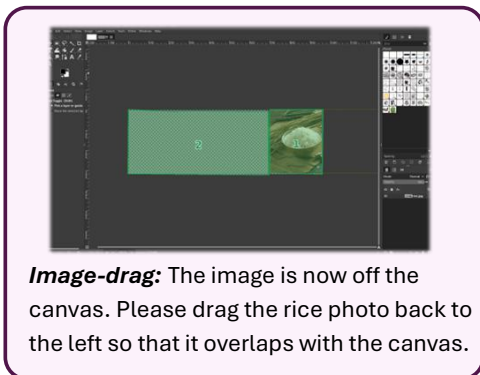 Image-drag: The image is now off the
canvas. Please drag the rice photo back to
the left so that it overlaps with the canvas.